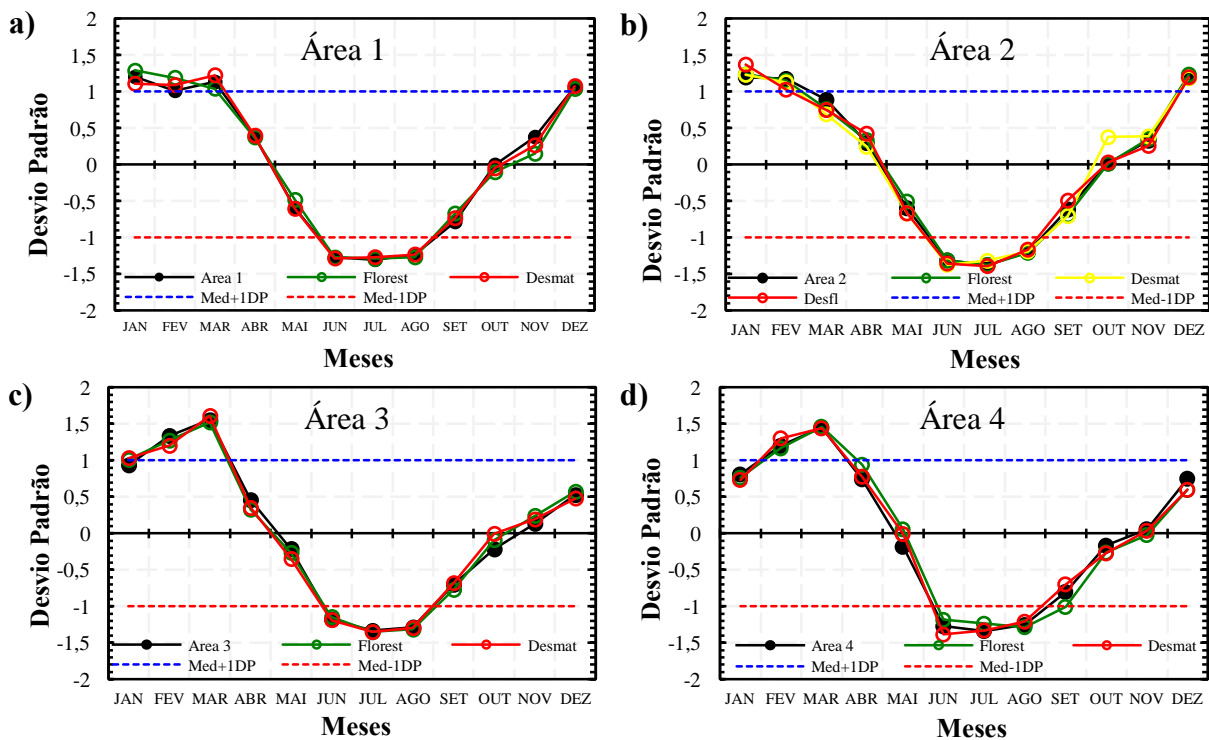 a)
Área 1
Desvio Padrão
2
1,5
1
0,5
0
-0,5
-1
-1,5
-2
Area 1 Florest Desmat
Med+1DP Med-1DP
JAN FEV MAR ABR MAI JUN JUL AGO SET OUT NOV DEZ
Meses
b)
Área 2
Desvio Padrão
2
1,5
1
0,5
0
-0,5
-1
-1,5
-2
Area 2 Florest Desmat
Desfl Med+1DP Med-1DP
JAN FEV MAR ABR MAI JUN JUL AGO SET OUT NOV DEZ
Meses
c)
Área 3
Desvio Padrão
2
1,5
1
0,5
0
-0,5
-1
-1,5
-2
Area 3 Florest Desmat
Med+1DP Med-1DP
JAN FEV MAR ABR MAI JUN JUL AGO SET OUT NOV DEZ
Meses
d)
Área 4
Desvio Padrão
2
1,5
1
0,5
0
-0,5
-1
-1,5
-2
Area 4 Florest Desmat
Med+1DP Med-1DP
JAN FEV MAR ABR MAI JUN JUL AGO SET OUT NOV DEZ
Meses